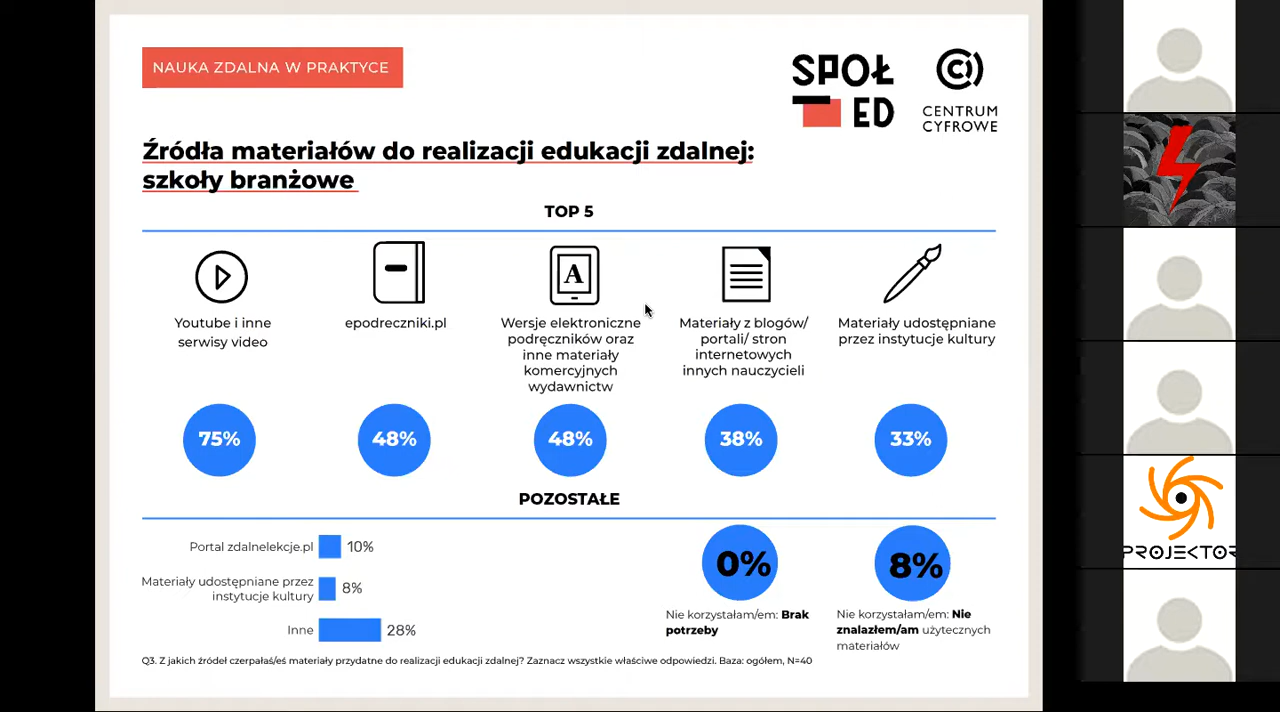 NAUKA ZDALNA W PRAKTYCE
SPOŁ
ED
CENTRUM
CYFROWE
Źródła materiałów do realizacji edukacji zdalnej:
szkoły branżowe
TOP 5
A
Youtube i inne
serwisy video
epodreczniki.pl
Wersje elektroniczne
podręczników oraz
inne materiały
komercyjnych
wydawnictw
Materiały z blogów/
portali/ stron
internetowych
innych nauczycieli
Materiały udostępniane
przez instytucje kultury
75%
48%
48%
38%
33%
POZOSTAŁE
Portal zdalnelekcje.pl 10%
Materiały udostępniane przez
instytucje kultury 8%
Inne 28%
0%
Nie korzystałam/em: Brak
potrzeby
8%
Nie korzystałam/em: Nie
znalazłem/am użytecznych
materiałów
Q3. Z jakich źródeł czerpałaś/eś materiały przydatne do realizacji edukacji zdalnej? Zaznacz wszystkie właściwe odpowiedzi. Baza: ogółem, N=40
PROJEKTOR